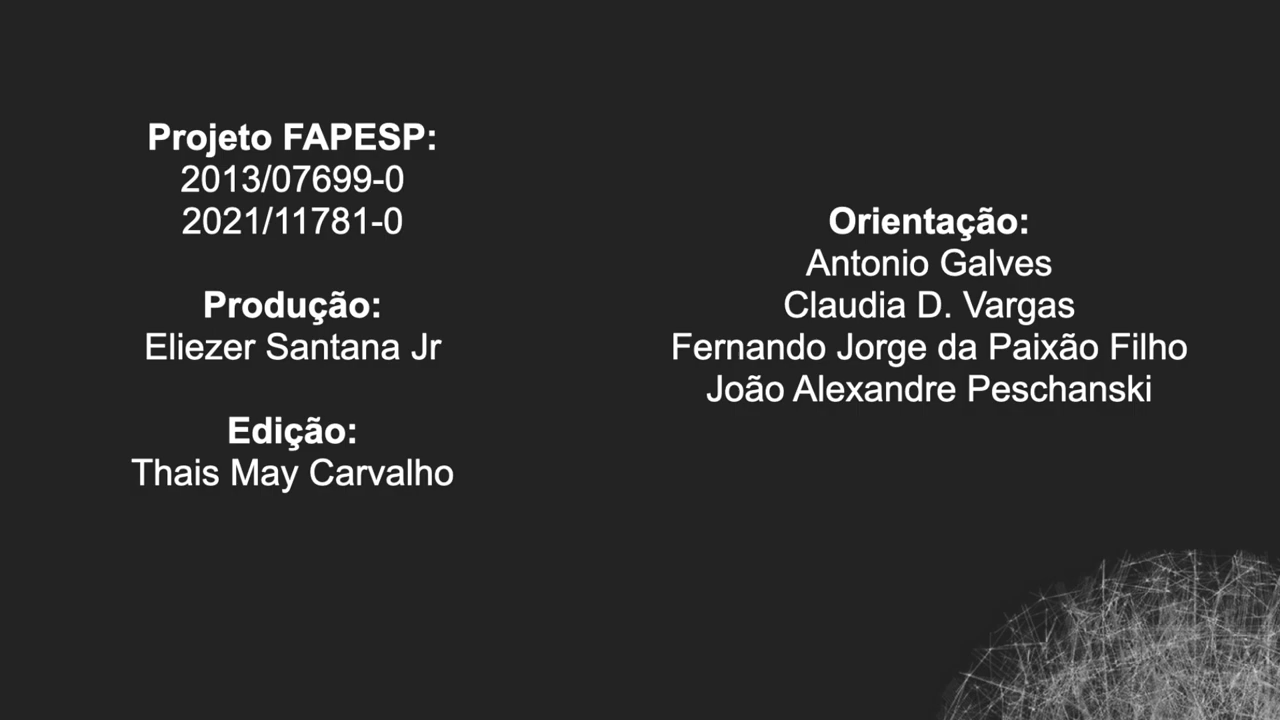 Projeto FAPESP:
2013/07699-0
2021/11781-0
Produção:
Eliezer Santana Jr
Edição:
Thais May Carvalho
Orientação:
Antonio Galves
Claudia D. Vargas
Fernando Jorge da Paixão Filho
João Alexandre Peschanski